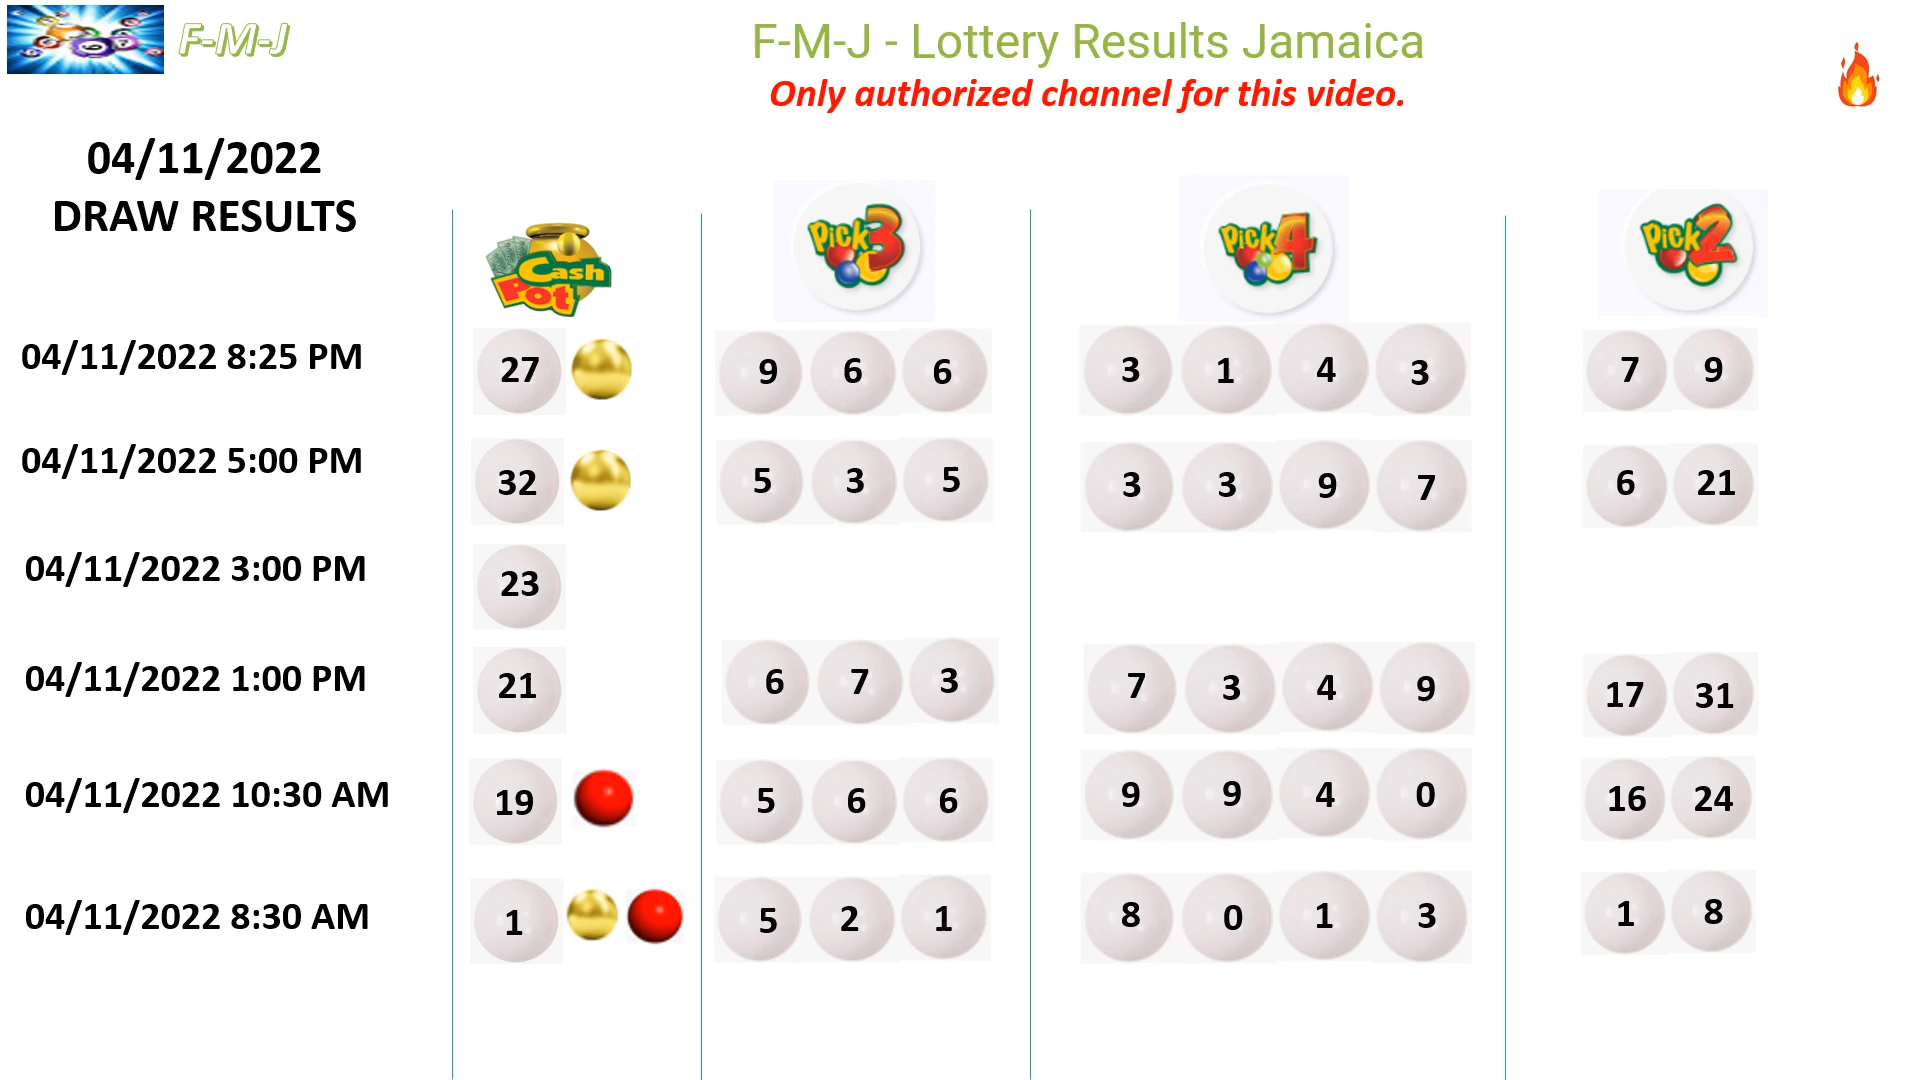 F-M-J
F-M-J - Lottery Results Jamaica
Only authorized channel for this video.
04/11/2022
DRAW RESULTS
Cash Pot
Pick 3
Pick 4
Pick 2
04/11/2022 8:25 PM 27 9 6 6 3 1 4 3 7 9
04/11/2022 5:00 PM 32 5 3 5 3 3 9 7 6 21
04/11/2022 3:00 PM 23
04/11/2022 1:00 PM 21 6 7 3 7 3 4 9 17 31
04/11/2022 10:30 AM 19 5 6 6 9 9 4 0 16 24
04/11/2022 8:30 AM 1 5 2 1 8 0 1 3 1 8